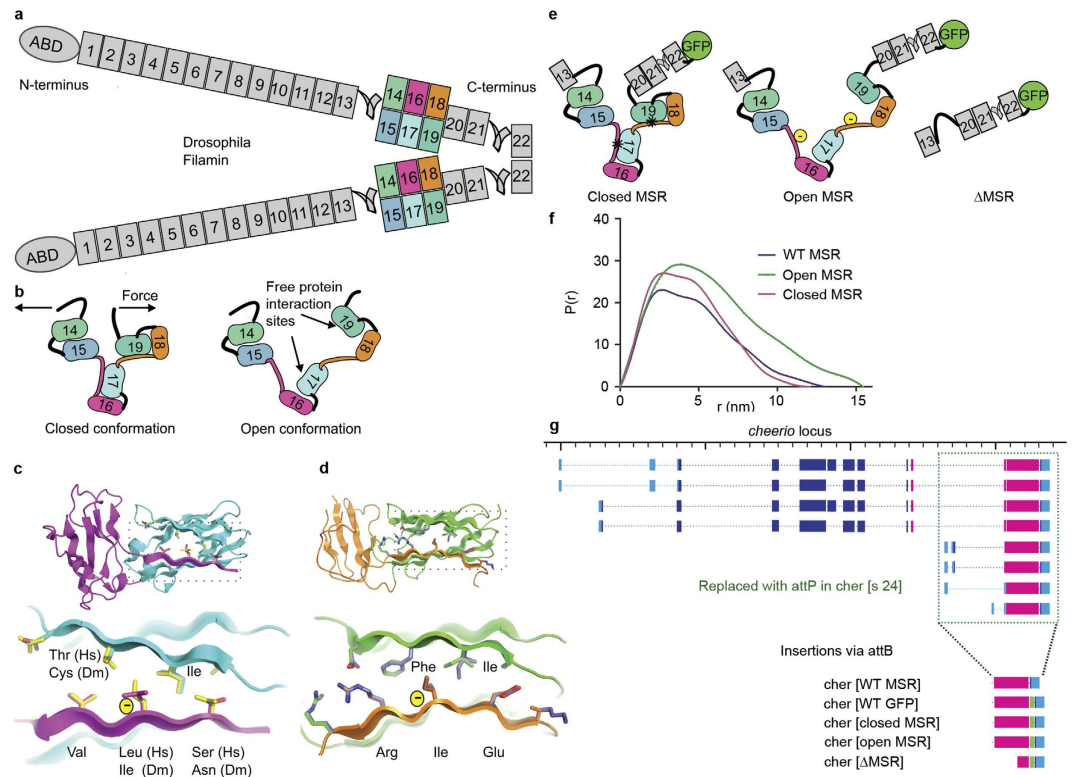 a
ABD
1 2 3 4 5 6 7 8 9 10 11 12 13
14 16 18
15 17 19
20 21
22
N-terminus
C-terminus
Drosophila
Filamin
14 16 18
15 17 19
20 21
22
ABD
1 2 3 4 5 6 7 8 9 10 11 12 13
b
Force
14
15
16
17
18
19
Closed conformation
Free protein
interaction
sites
14
15
16
17
18
19
Open conformation
c
Thr (Hs)
Cys (Dm)
Ile
-
Val
Leu (Hs)
Ile (Dm)
Ser (Hs)
Asn (Dm)
d
Phe
Ile
-
Arg
Ile
Glu
e
13
14
15
16
17
18
19
20
21
22
GFP
Closed MSR
13
14
15
16
17
18
19
20
21
22
GFP
-
-
Open MSR
13
20
21
22
GFP
ΔMSR
f
P(r)
40
30
20
10
0
0 5 10 15
r (nm)
WT MSR
Open MSR
Closed MSR
g
cheerio locus
Replaced with attP in cher [s 24]
Insertions via attB
cher [WT MSR]
cher [WT GFP]
cher [closed MSR]
cher [open MSR]
cher [ΔMSR]